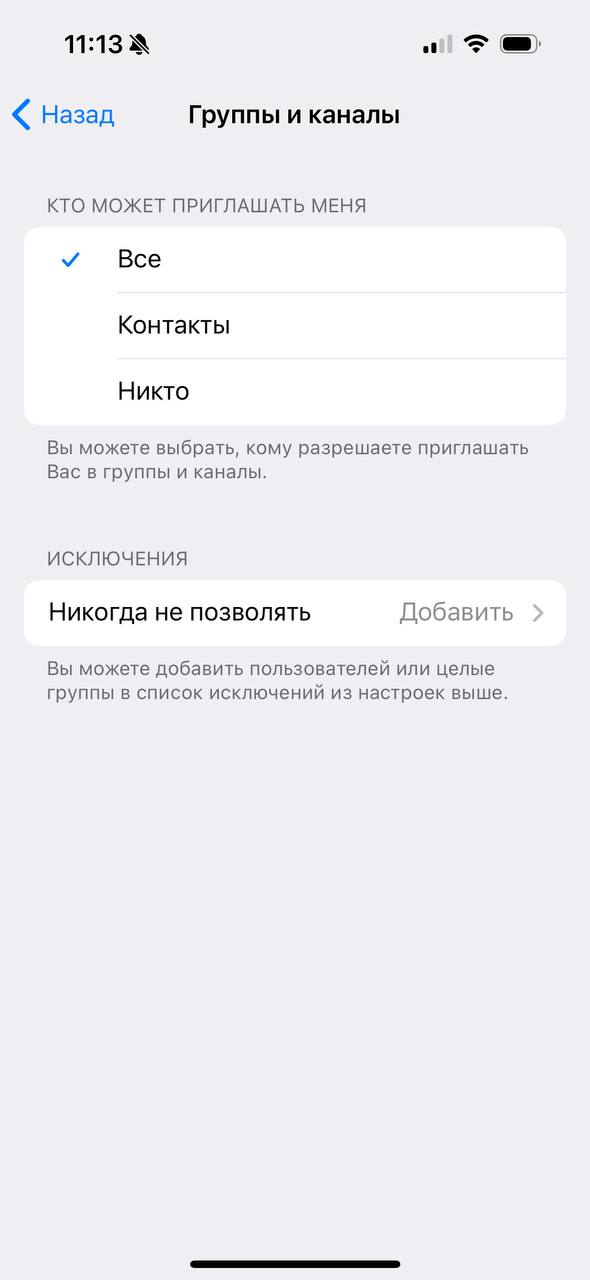 11:13
Назад
Группы и каналы
КТО МОЖЕТ ПРИГЛАШАТЬ МЕНЯ
Все
Контакты
Никто
Вы можете выбрать, кому разрешаете приглашать
Вас в группы и каналы.
ИСКЛЮЧЕНИЯ
Никогда не позволять Добавить
Вы можете добавить пользователей или целые
группы в список исключений из настроек выше.